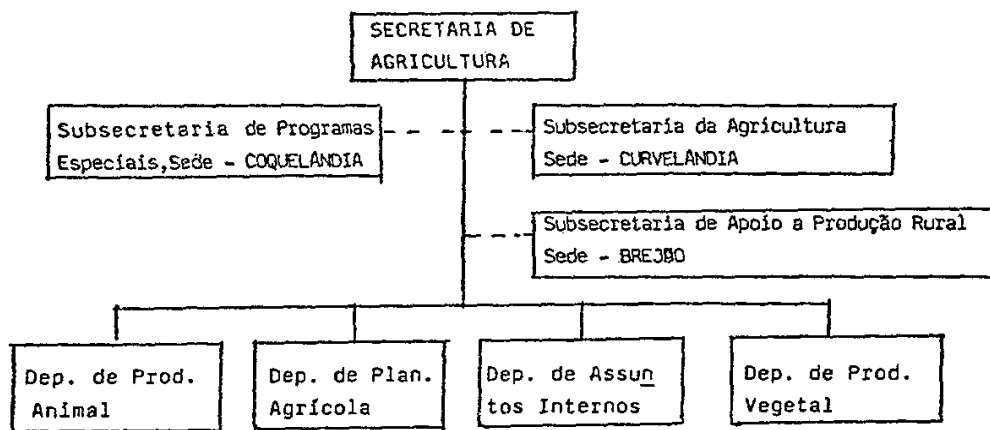 SECRETARIA DE
AGRICULTURA
Subsecretaria de Programas
Especiais,Sede - COQUELANDIA
Subsecretaria da Agricultura
Sede - CURVELANDIA
Subsecretaria de Apoio a Produção Rural
Sede -
Dep. de Prod.
Animal
Dep. de Plan.
Agrícola
Dep. de Assun
tos Internos
Dep. de Prod.
Vegetal